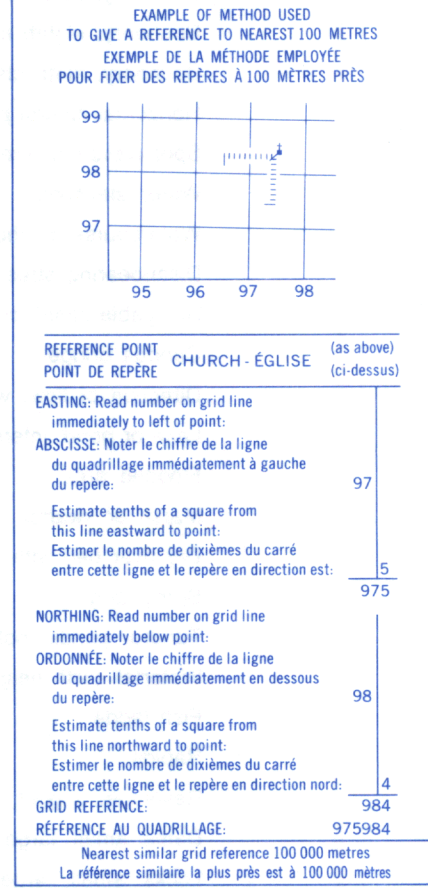 EXAMPLE OF METHOD USED
TO GIVE A REFERENCE TO NEAREST 100 METRES
EXEMPLE DE LA MÉTHODE EMPLOYÉE
POUR FIXER DES REPÈRES À 100 MÈTRES PRÈS
99
98
97
95 96 97 98
REFERENCE POINT
POINT DE REPÈRE
CHURCH - ÉGLISE
(as above)
(ci-dessus)
EASTING: Read number on grid line
immediately to left of point:
ABSCISSE: Noter le chiffre de la ligne
du quadrillage immédiatement à gauche
du repère: 97
Estimate tenths of a square from
this line eastward to point:
Estimer le nombre de dixièmes du carré
entre cette ligne et le repère en direction est: 5
975
NORTHING: Read number on grid line
immediately below point:
ORDONNÉE: Noter le chiffre de la ligne
du quadrillage immédiatement en dessous
du repère: 98
Estimate tenths of a square from
this line northward to point:
Estimer le nombre de dixièmes du carré
entre cette ligne et le repère en direction nord: 4
GRID REFERENCE: 984
RÉFÉRENCE AU QUADRILLAGE: 975984
Nearest similar grid reference 100 000 metres
La référence similaire la plus près est à 100 000 mètres